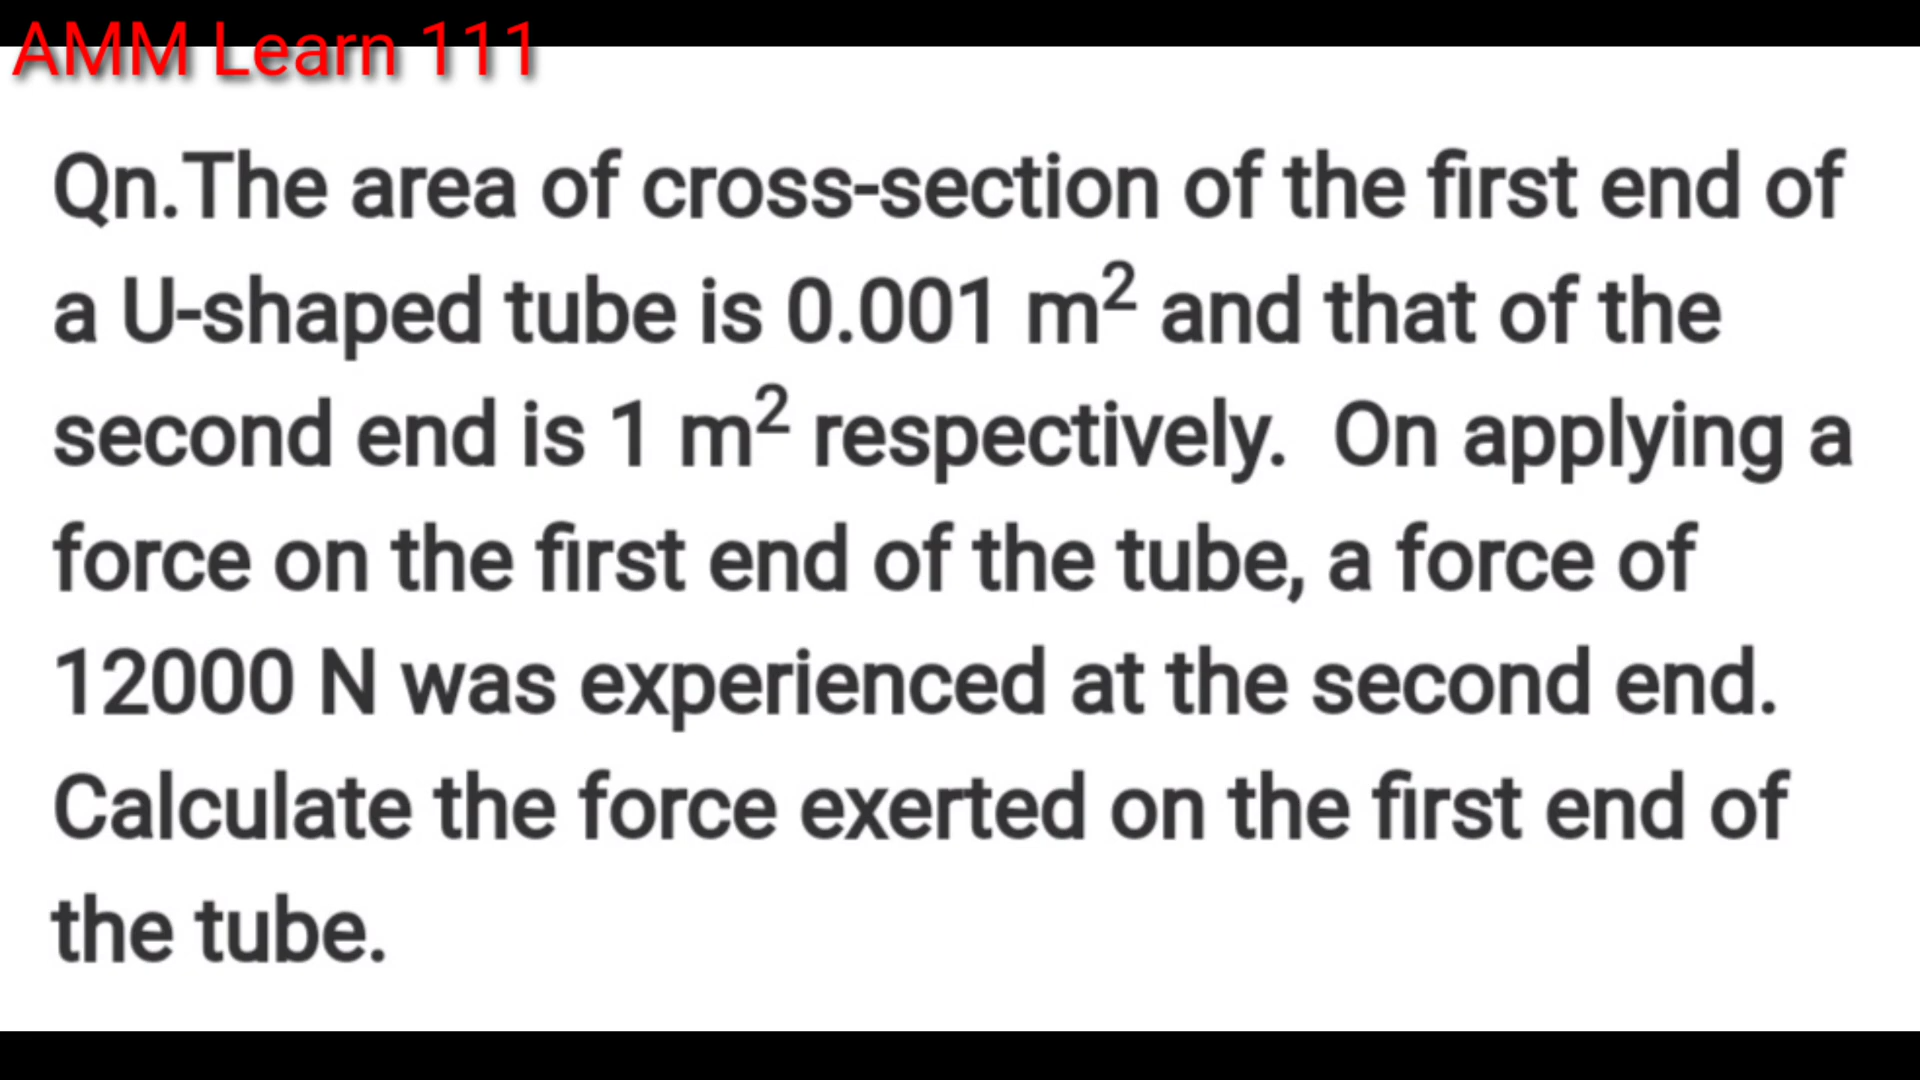 AMM Learn 111
Qn.The area of cross-section of the first end of
a U-shaped tube is 0.001 m² and that of the
second end is 1 m² respectively.  On applying a
force on the first end of the tube, a force of
12000 N was experienced at the second end.
Calculate the force exerted on the first end of
the tube.